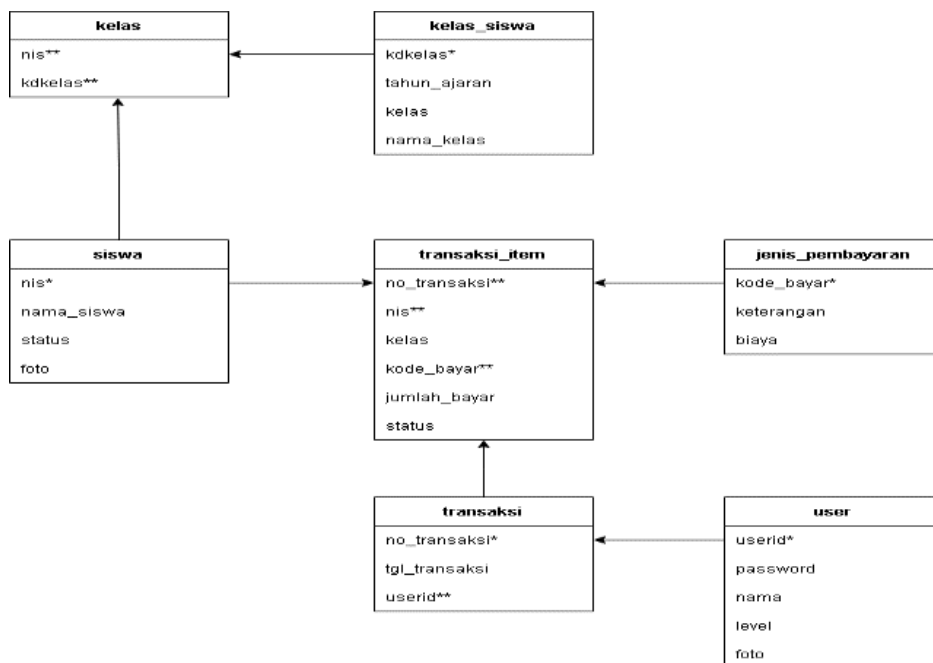 kelas
nis**
kdkelas**
kelas_siswa
kdkelas*
tahun_ajaran
kelas
nama_kelas
siswa
nis*
nama_siswa
status
foto
transaksi_item
no_transaksi**
nis**
kelas
kode_bayar**
jumlah_bayar
status
jenis_pembayaran
kode_bayar*
keterangan
biaya
transaksi
no_transaksi*
tgl_transaksi
userid**
user
userid*
password
nama
level
foto